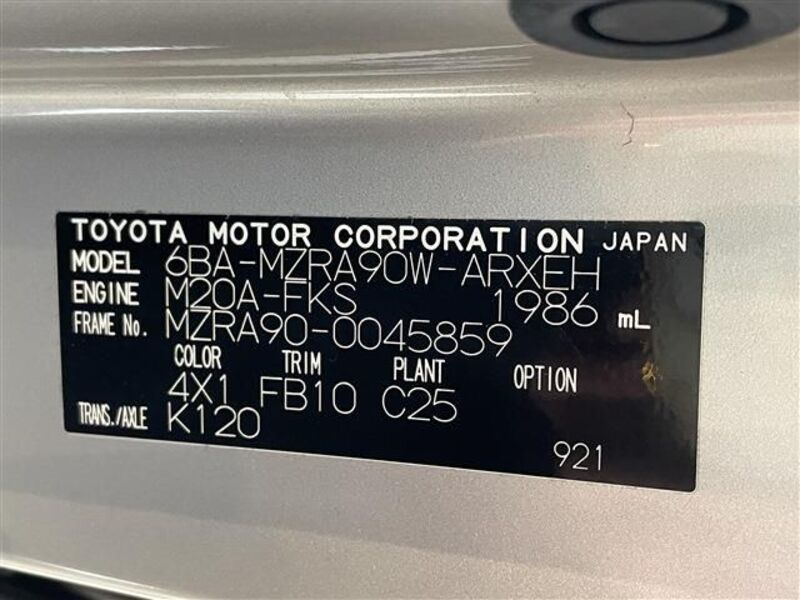 TOYOTA MOTOR CORPORATION JAPAN
MODEL 6BA-MZRA90W-ARXEH
ENGINE M20A-FKS 1986 mL
FRAME No. MZRA90-0045859
COLOR TRIM PLANT OPTION
4X1 FB10 C25
TRANS./AXLE K120
921